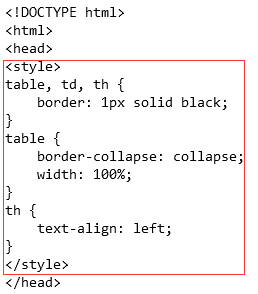 <!DOCTYPE html>
<html>
<head>
<style>
table, td, th {
    border: 1px solid black;
}
table {
    border-collapse: collapse;
    width: 100%;
}
th {
    text-align: left;
}
</style>
</head>